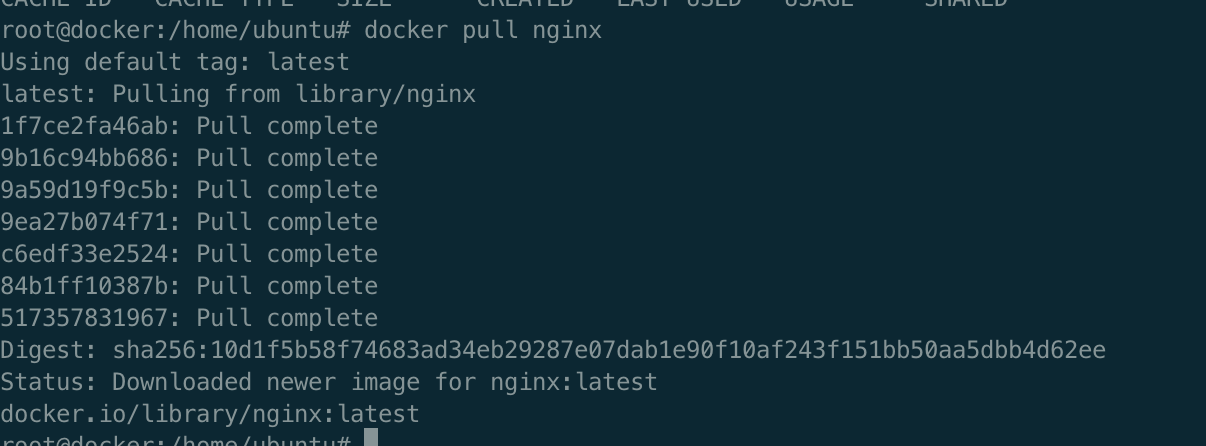 CACHE ID   CACHE TYPE   SIZE      CREATED   LAST USED   USAGE     SHARED
root@docker:/home/ubuntu# docker pull nginx
Using default tag: latest
latest: Pulling from library/nginx
1f7ce2fa46ab: Pull complete
9b16c94bb686: Pull complete
9a59d19f9c5b: Pull complete
9ea27b074f71: Pull complete
c6edf33e2524: Pull complete
84b1ff10387b: Pull complete
517357831967: Pull complete
Digest: sha256:10d1f5b58f74683ad34eb29287e07dab1e90f10af243f151bb50aa5dbb4d62ee
Status: Downloaded newer image for nginx:latest
docker.io/library/nginx:latest
root@docker:/home/ubuntu#